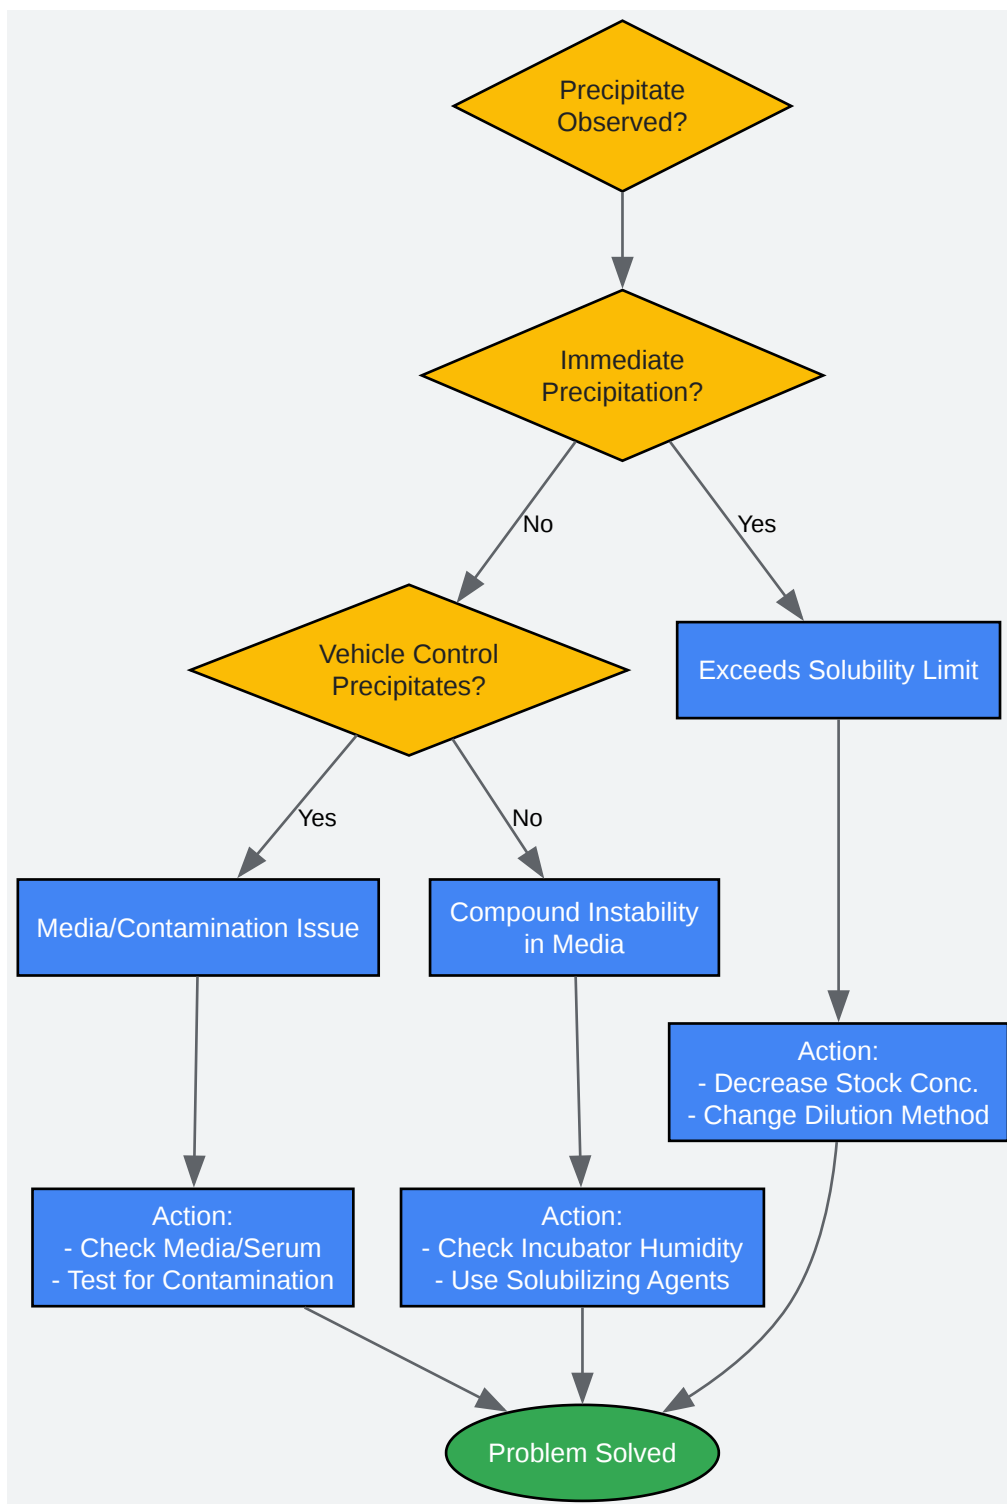 Precipitate
Observed?
Immediate
Precipitation?
No
Yes
Vehicle Control
Precipitates?
Exceeds Solubility Limit
Yes
No
Media/Contamination Issue
Compound Instability
in Media
Action:
- Decrease Stock Conc.
- Change Dilution Method
Action:
- Check Media/Serum
- Test for Contamination
Action:
- Check Incubator Humidity
- Use Solubilizing Agents
Problem Solved